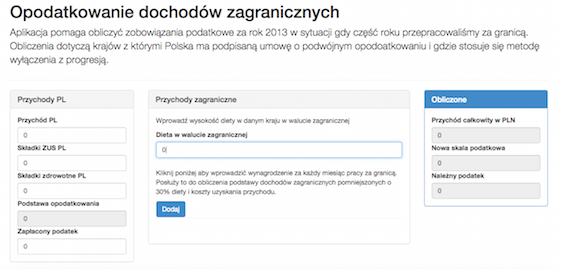 Opodatkowanie dochodów zagranicznych
Aplikacja pomaga obliczyć zobowiązania podatkowe za rok 2013 w sytuacji gdy część roku przepracowaliśmy za granicą.
Obliczenia dotyczą krajów z którymi Polska ma podpisaną umowę o podwójnym opodoatkowaniu i gdzie stosuje się metodę
wyłączenia z progresją.
Przychody PL
Przychód PL
0
Składki ZUS PL
0
Składki zdrowotne PL
0
Podstawa opodatkowania
0
Zapłacony podatek
0
Przychody zagraniczne
Wprowadź wysokość diety w danym kraju w walucie zagranicznej
Dieta w walucie zagranicznej
0
Kliknij poniżej aby wprowadzić wynagrodzenie za każdy miesiąc pracy za granicą.
Posłuży to do obliczenia podstawy dochodów zagranicznych pomniejszonych o
30% diety i koszty uzyskania przychodu.
Dodaj
Obliczone
Przychód całkowity w PLN
0
Nowa skala podatkowa
0
Należny podatek
0